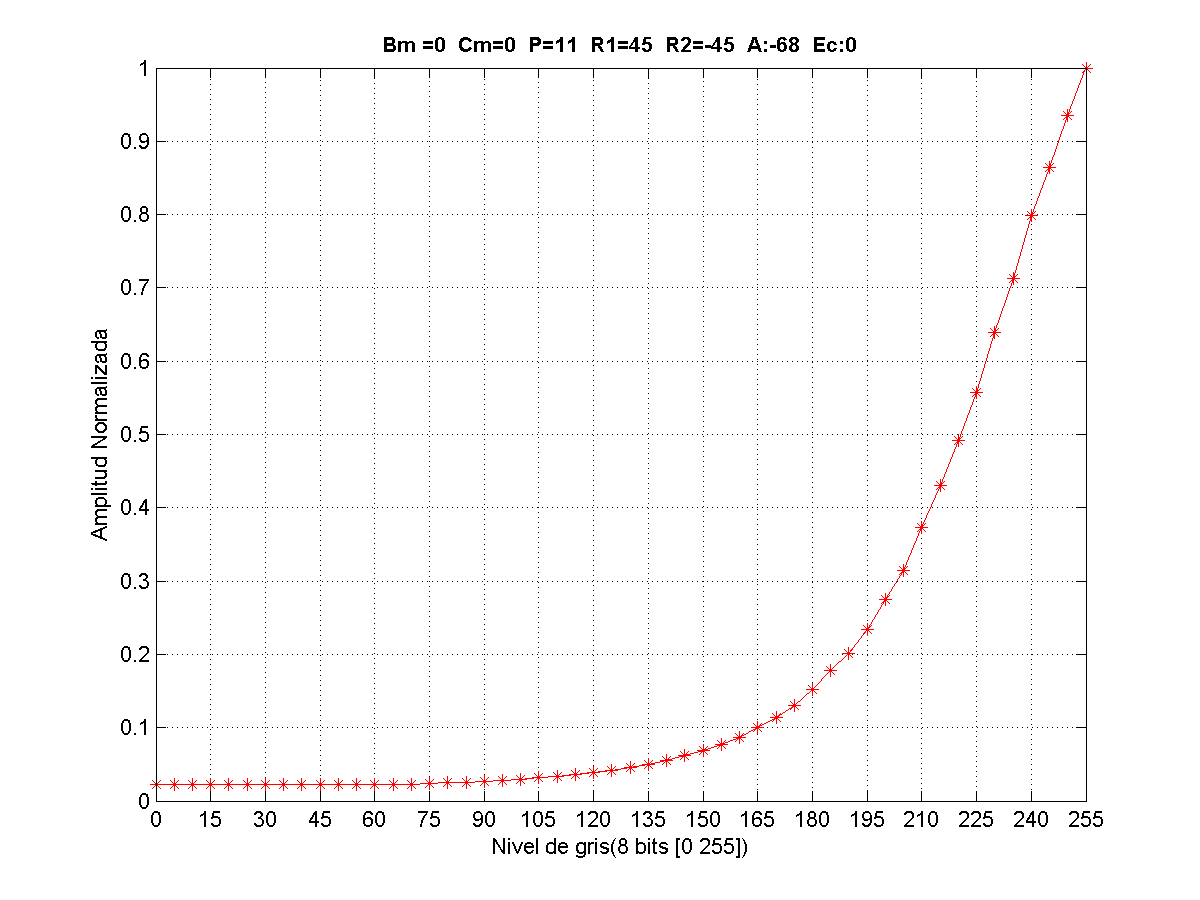 Bm =0 Cm=0 P=11 R1=45 R2=-45 A:-68 Ec:0
1
0.9
0.8
0.7
0.6
0.5
0.4
0.3
0.2
0.1
0
Amplitud Normalizada
0 15 30 45 60 75 90 105 120 135 150 165 180 195 210 225 240 255
Nivel de gris(8 bits [0 255])